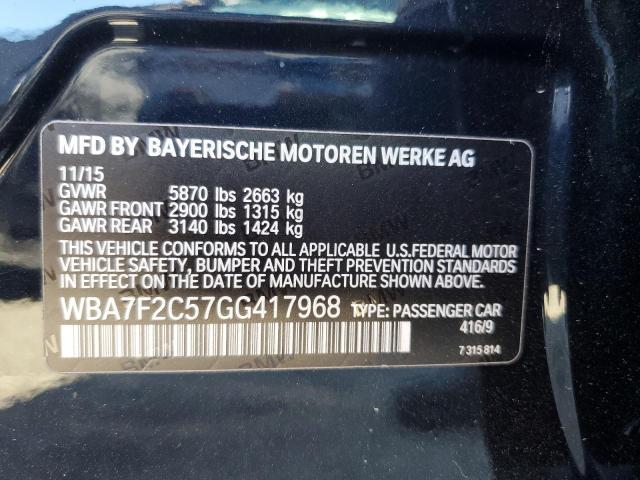 MFD BY BAYERISCHE MOTOREN WERKE AG
11/15
GVWR 5870 lbs 2663 kg
GAWR FRONT 2900 lbs 1315 kg
GAWR REAR 3140 lbs 1424 kg
THIS VEHICLE CONFORMS TO ALL APPLICABLE U.S.FEDERAL MOTOR
VEHICLE SAFETY, BUMPER, AND THEFT PREVENTION STANDARDS
IN EFFECT ON THE DATE OF MANUFACTURE SHOWN ABOVE.
WBA7F2C57GG417968 TYPE: PASSENGER CAR
416/9
7 315 814